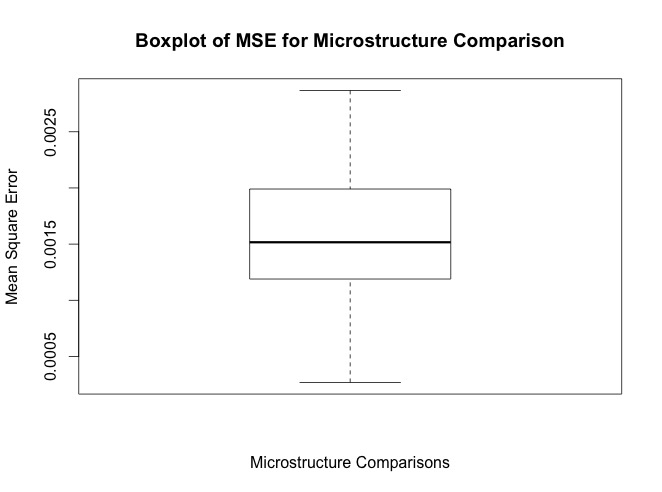 Boxplot of MSE for Microstructure Comparison
Mean Square Error
0.0025
0.0015
0.0005
Microstructure Comparisons